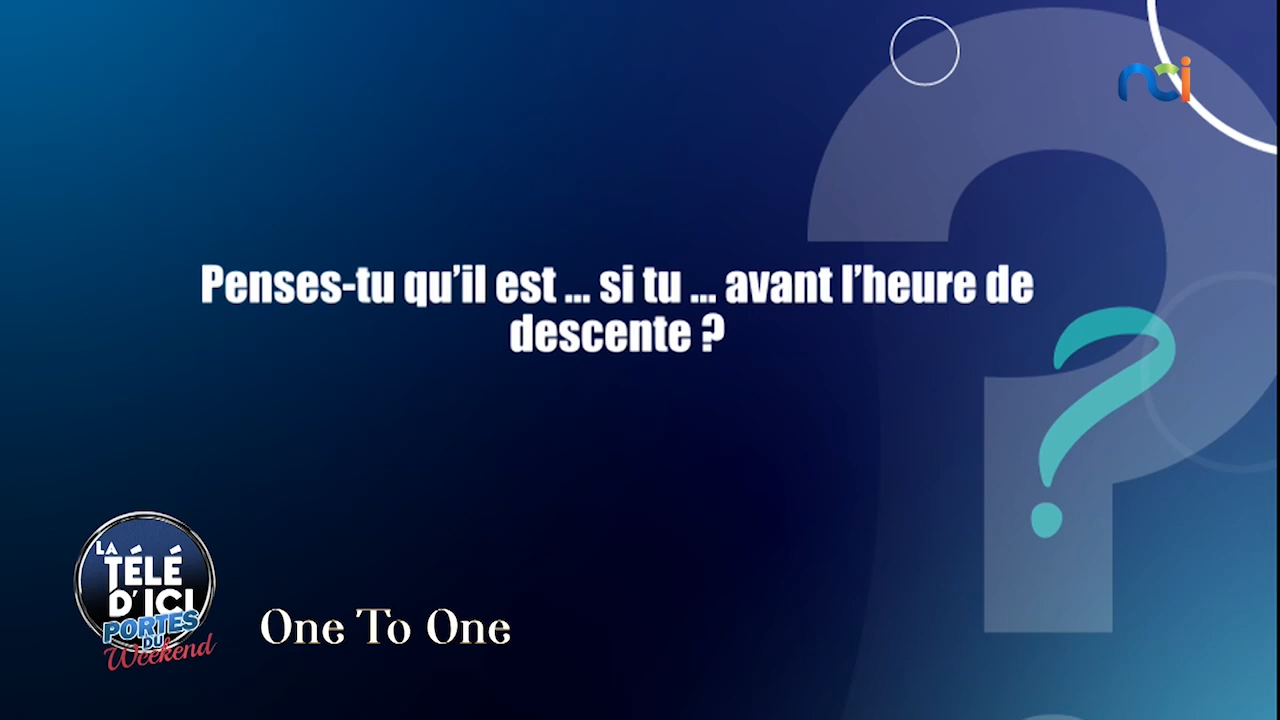 nci
Penses-tu qu’il est ... si tu ... avant l’heure de
descente ?
LA
TÉLÉ
D’ICI
PORTES
DU
Weekend
One To One